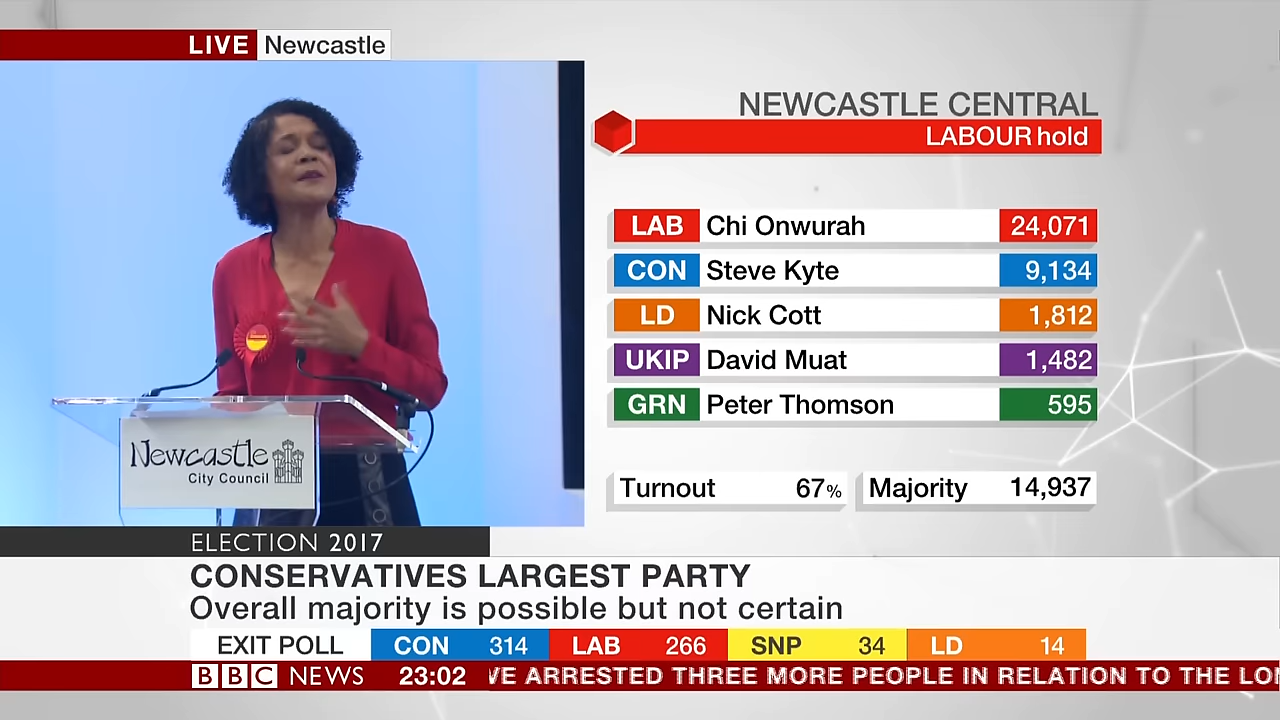 LIVE Newcastle
NEWCASTLE CENTRAL
LABOUR hold
LAB Chi Onwurah 24,071
CON Steve Kyte 9,134
LD Nick Cott 1,812
UKIP David Muat 1,482
GRN Peter Thomson 595
Turnout 67% Majority 14,937
Newcastle
City Council
ELECTION 2017
CONSERVATIVES LARGEST PARTY
Overall majority is possible but not certain
EXIT POLL CON 314 LAB 266 SNP 34 LD 14
BBC NEWS 23:02 VE ARRESTED THREE MORE PEOPLE IN RELATION TO THE LON